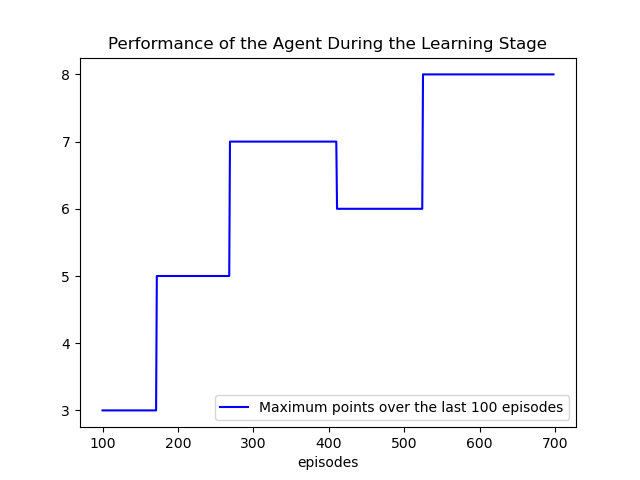 Performance of the Agent During the Learning Stage
8
7
6
5
4
3
Maximum points over the last 100 episodes
100 200 300 400 500 600 700
episodes